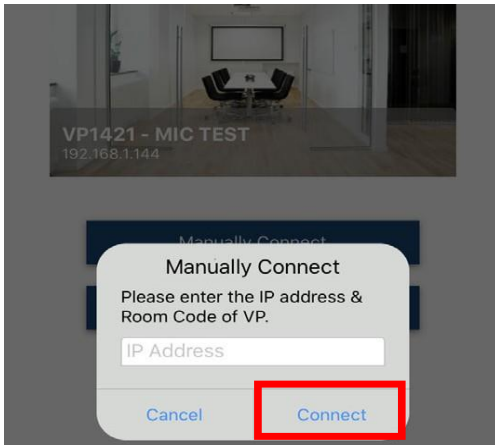 VP1421 - MIC TEST
192.168.1.144
Manually Connect
Manually Connect
Please enter the IP address &
Room Code of VP.
IP Address
Cancel Connect